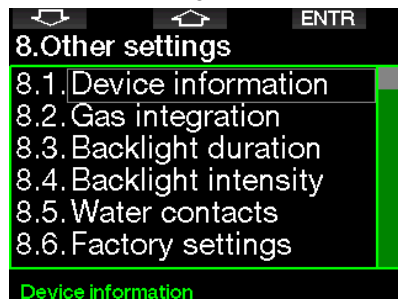 ENTR
8.Other settings
8.1.Device information
8.2.Gas integration
8.3.Backlight duration
8.4.Backlight intensity
8.5.Water contacts
8.6.Factory settings
Device information